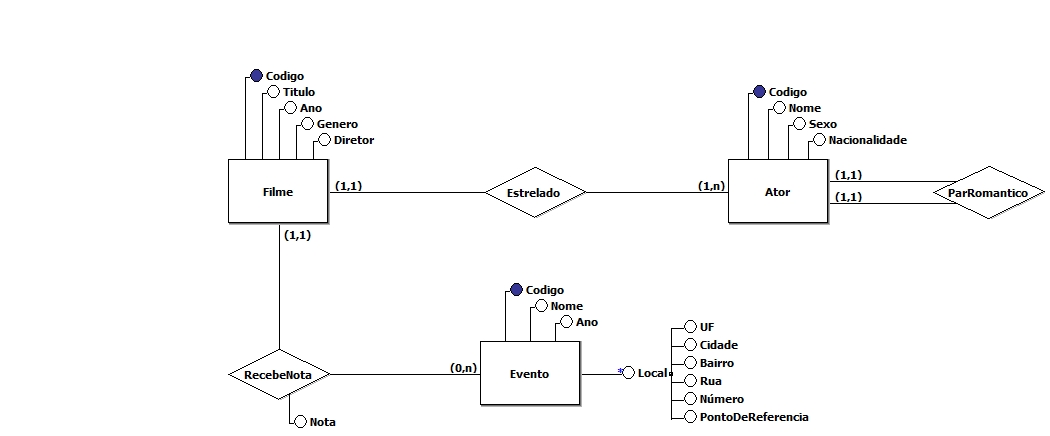 Codigo
Titulo
Ano
Genero
Diretor
Filme
(1,1)
Estrelado
(1,n)
Codigo
Nome
Sexo
Nacionalidade
Ator
(1,1)
(1,1)
ParRomantico
(1,1)
RecebeNota
Nota
(0,n)
Codigo
Nome
Ano
Evento
*
Local
UF
Cidade
Bairro
Rua
Número
PontoDeReferencia